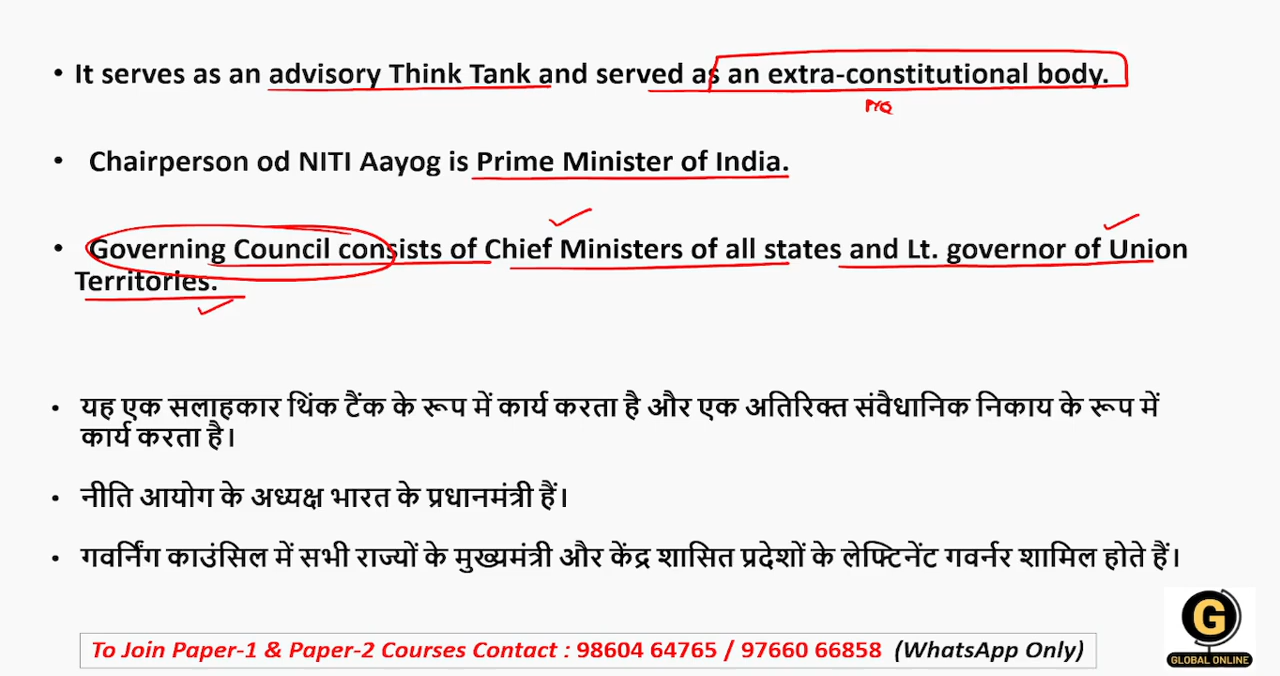 • It serves as an advisory Think Tank and served as an extra-constitutional body.
• Chairperson od NITI Aayog is Prime Minister of India.
• Governing Council consists of Chief Ministers of all states and Lt. governor of Union
Territories.
• यह एक सलाहकार थिंक टैंक के रूप में कार्य करता है और एक अतिरिक्त संवैधानिक निकाय के रूप में
कार्य करता है।
• नीति आयोग के अध्यक्ष भारत के प्रधानमंत्री हैं।
• गवर्निंग काउंसिल में सभी राज्यों के मुख्यमंत्री और केंद्र शासित प्रदेशों के लेफ्टिनेंट गवर्नर शामिल होते हैं।
To Join Paper-1 & Paper-2 Courses Contact : 98604 64765 / 97660 66858 (WhatsApp Only)
G
GLOBAL ONLINE